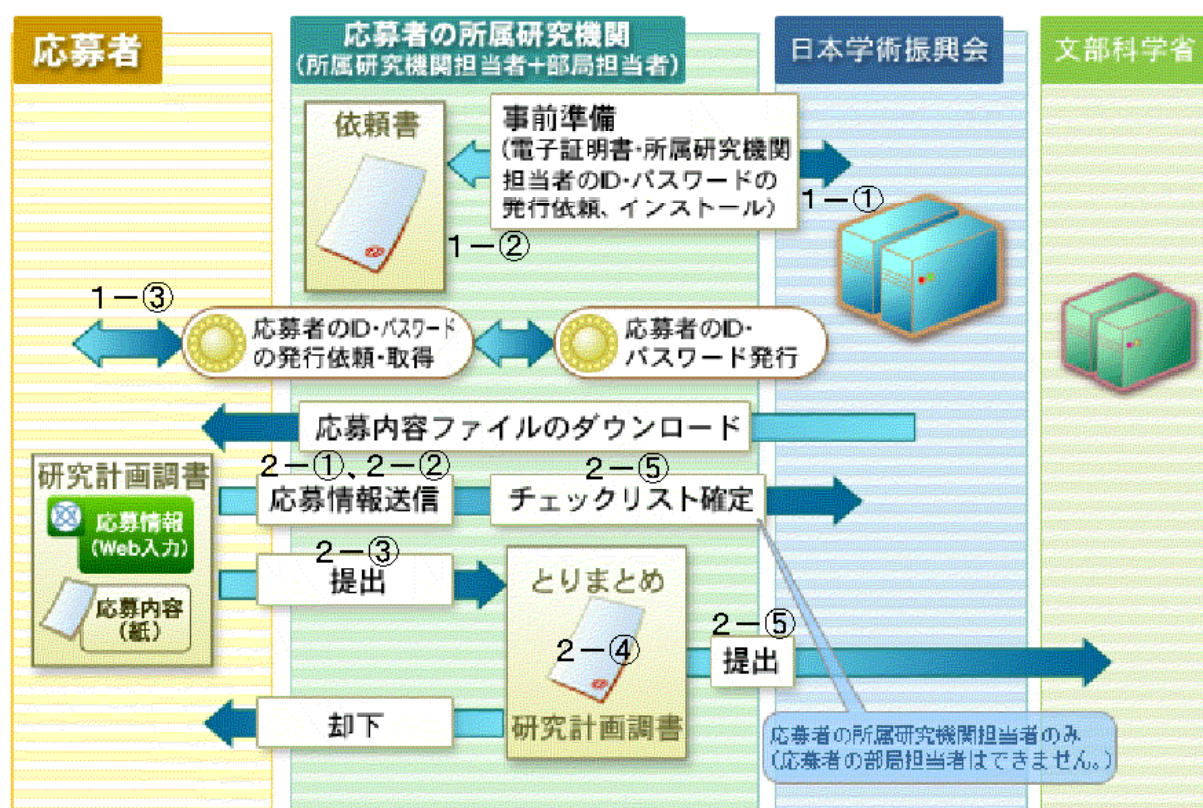 応募者
応募者の所属研究機関
(所属研究機関担当者+部局担当者)
日本学術振興会
文部科学省
依頼書
事前準備
(電子証明書・所属研究機関
担当者のID・パスワードの
発行依頼、インストール)
1-①
1-②
1-③
応募者のID・パスワード
の発行依頼・取得
応募者のID・
パスワード発行
応募内容ファイルのダウンロード
研究計画調書
応募情報
(Web入力)
応募内容
(紙)
2-①、2-②
応募情報送信
2-⑤
チェックリスト確定
2-③
提出
とりまとめ
2-④
研究計画調書
2-⑤
提出
却下
応募者の所属研究機関担当者のみ
(応募者の部局担当者はできません。)